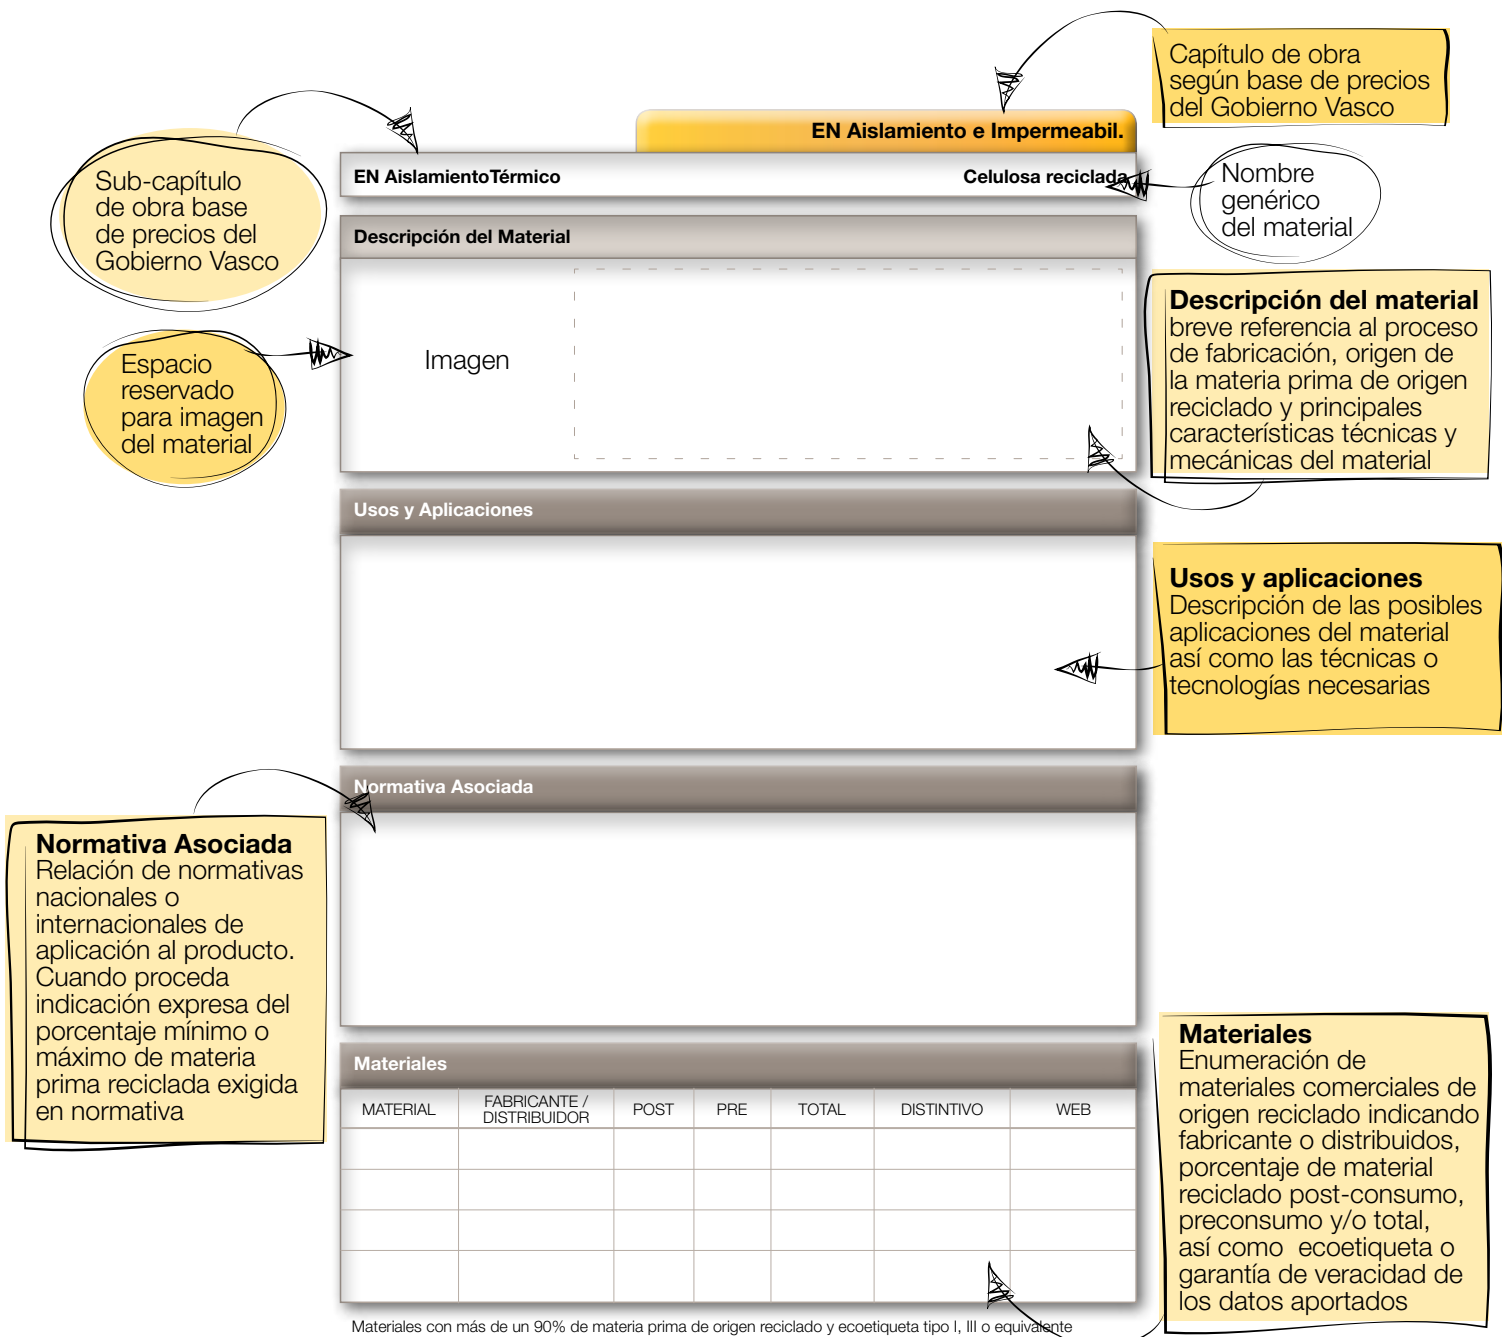 Capítulo de obra
según base de precios
del Gobierno Vasco
EN Aislamiento e Impermeabil.
EN AislamientoTérmico
Celulosa reciclada
Nombre
genérico
del material
Sub-capítulo
de obra base
de precios del
Gobierno Vasco
Descripción del Material
Imagen
Espacio
reservado
para imagen
del material
Descripción del material
breve referencia al proceso
de fabricación, origen de
la materia prima de origen
reciclado y principales
características técnicas y
mecánicas del material
Usos y Aplicaciones
Usos y aplicaciones
Descripción de las posibles
aplicaciones del material
así como las técnicas o
tecnologías necesarias
Normativa Asociada
Normativa Asociada
Relación de normativas
nacionales o
internacionales de
aplicación al producto.
Cuando proceda
indicación expresa del
porcentaje mínimo o
máximo de materia
prima reciclada exigida
en normativa
Materiales
MATERIAL
FABRICANTE /
DISTRIBUIDOR
POST
PRE
TOTAL
DISTINTIVO
WEB
Materiales
Enumeración de
materiales comerciales de
origen reciclado indicando
fabricante o distribuidos,
porcentaje de material
reciclado post-consumo,
preconsumo y/o total,
así como ecoetiqueta o
garantía de veracidad de
los datos aportados
Materiales con más de un 90% de materia prima de origen reciclado y ecoetiqueta tipo I, III o equivalente